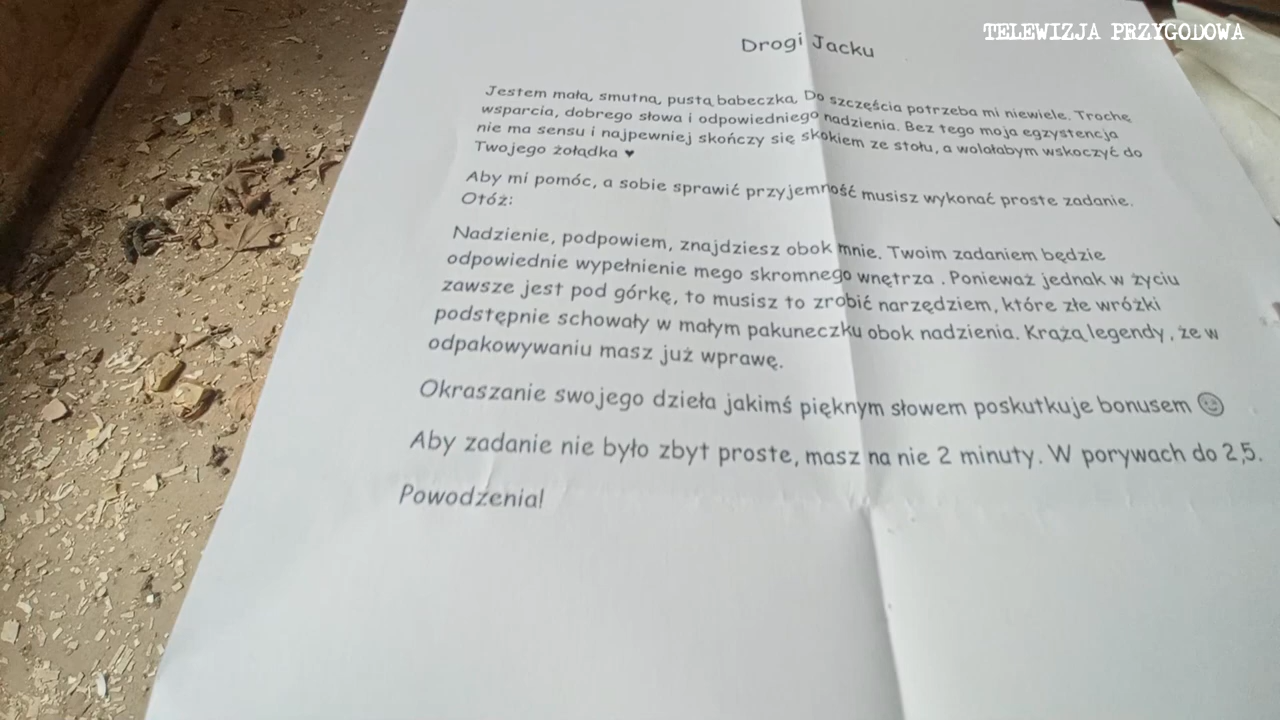 TELEWIZJA PRZYGODOWA
Drogi Jacku
Jestem mała, smutna, pusta babeczka. Do szczęścia potrzeba mi niewiele. Trochę
wsparcia, dobrego słowa i odpowiedniego nadzienia. Bez tego moja egzystencja
nie ma sensu i najpewniej skończy się skokiem ze stołu, a wolałabym wskoczyć do
Twojego żołądka ♥
Aby mi pomóc, a sobie sprawić przyjemność musisz wykonać proste zadanie.
Otóż:
Nadzienie, podpowiem, znajdziesz obok mnie. Twoim zadaniem będzie
odpowiednie wypełnienie mego skromnego wnętrza . Ponieważ jednak w życiu
zawsze jest pod górkę, to musisz to zrobić narzędziem, które złe wróżki
podstępnie schowały w małym pakuneczku obok nadzienia. Krążą legendy , że w
odpakowywaniu masz już wprawę.
Okraszanie swojego dzieła jakimś pięknym słowem poskutkuje bonusem ☺
Aby zadanie nie było zbyt proste, masz na nie 2 minuty. W porywach do 2,5.
Powodzenia!